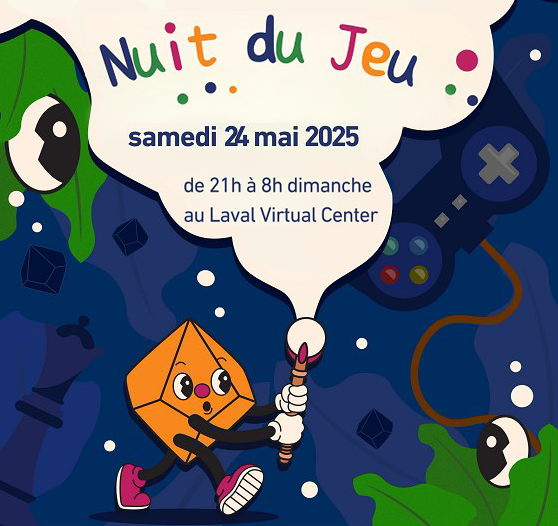 Nuit du Jeu
samedi 24 mai 2025
de 21h à 8h dimanche
au Laval Virtual Center